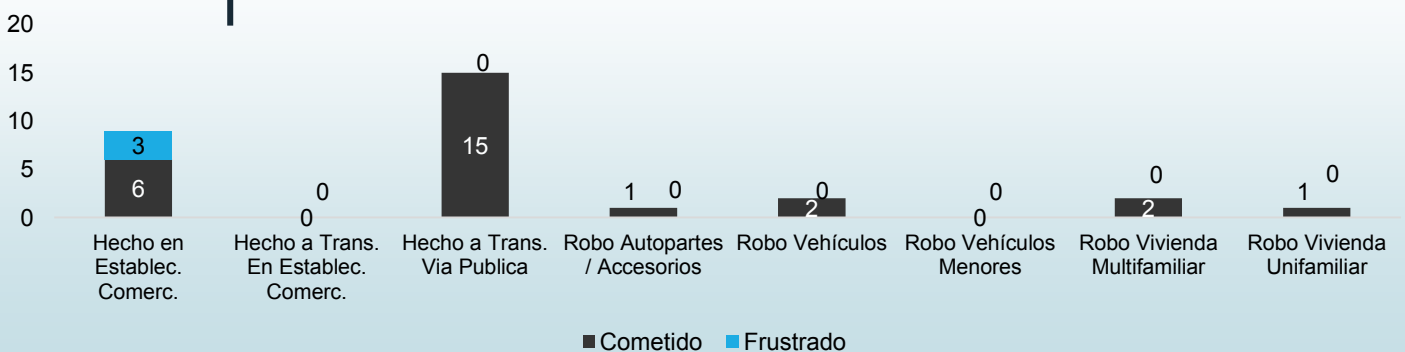 20
15
10
5
0
3
6
0
0
0
15
1 0
0
2
0
0
0
2
0
1
Hecho en
Establec.
Comerc.
Hecho a Trans.
En Establec.
Comerc.
Hecho a Trans.
Via Publica
Robo Autopartes
/ Accesorios
Robo Vehículos
Robo Vehículos
Menores
Robo Vivienda
Multifamiliar
Robo Vivienda
Unifamiliar
Cometido Frustrado